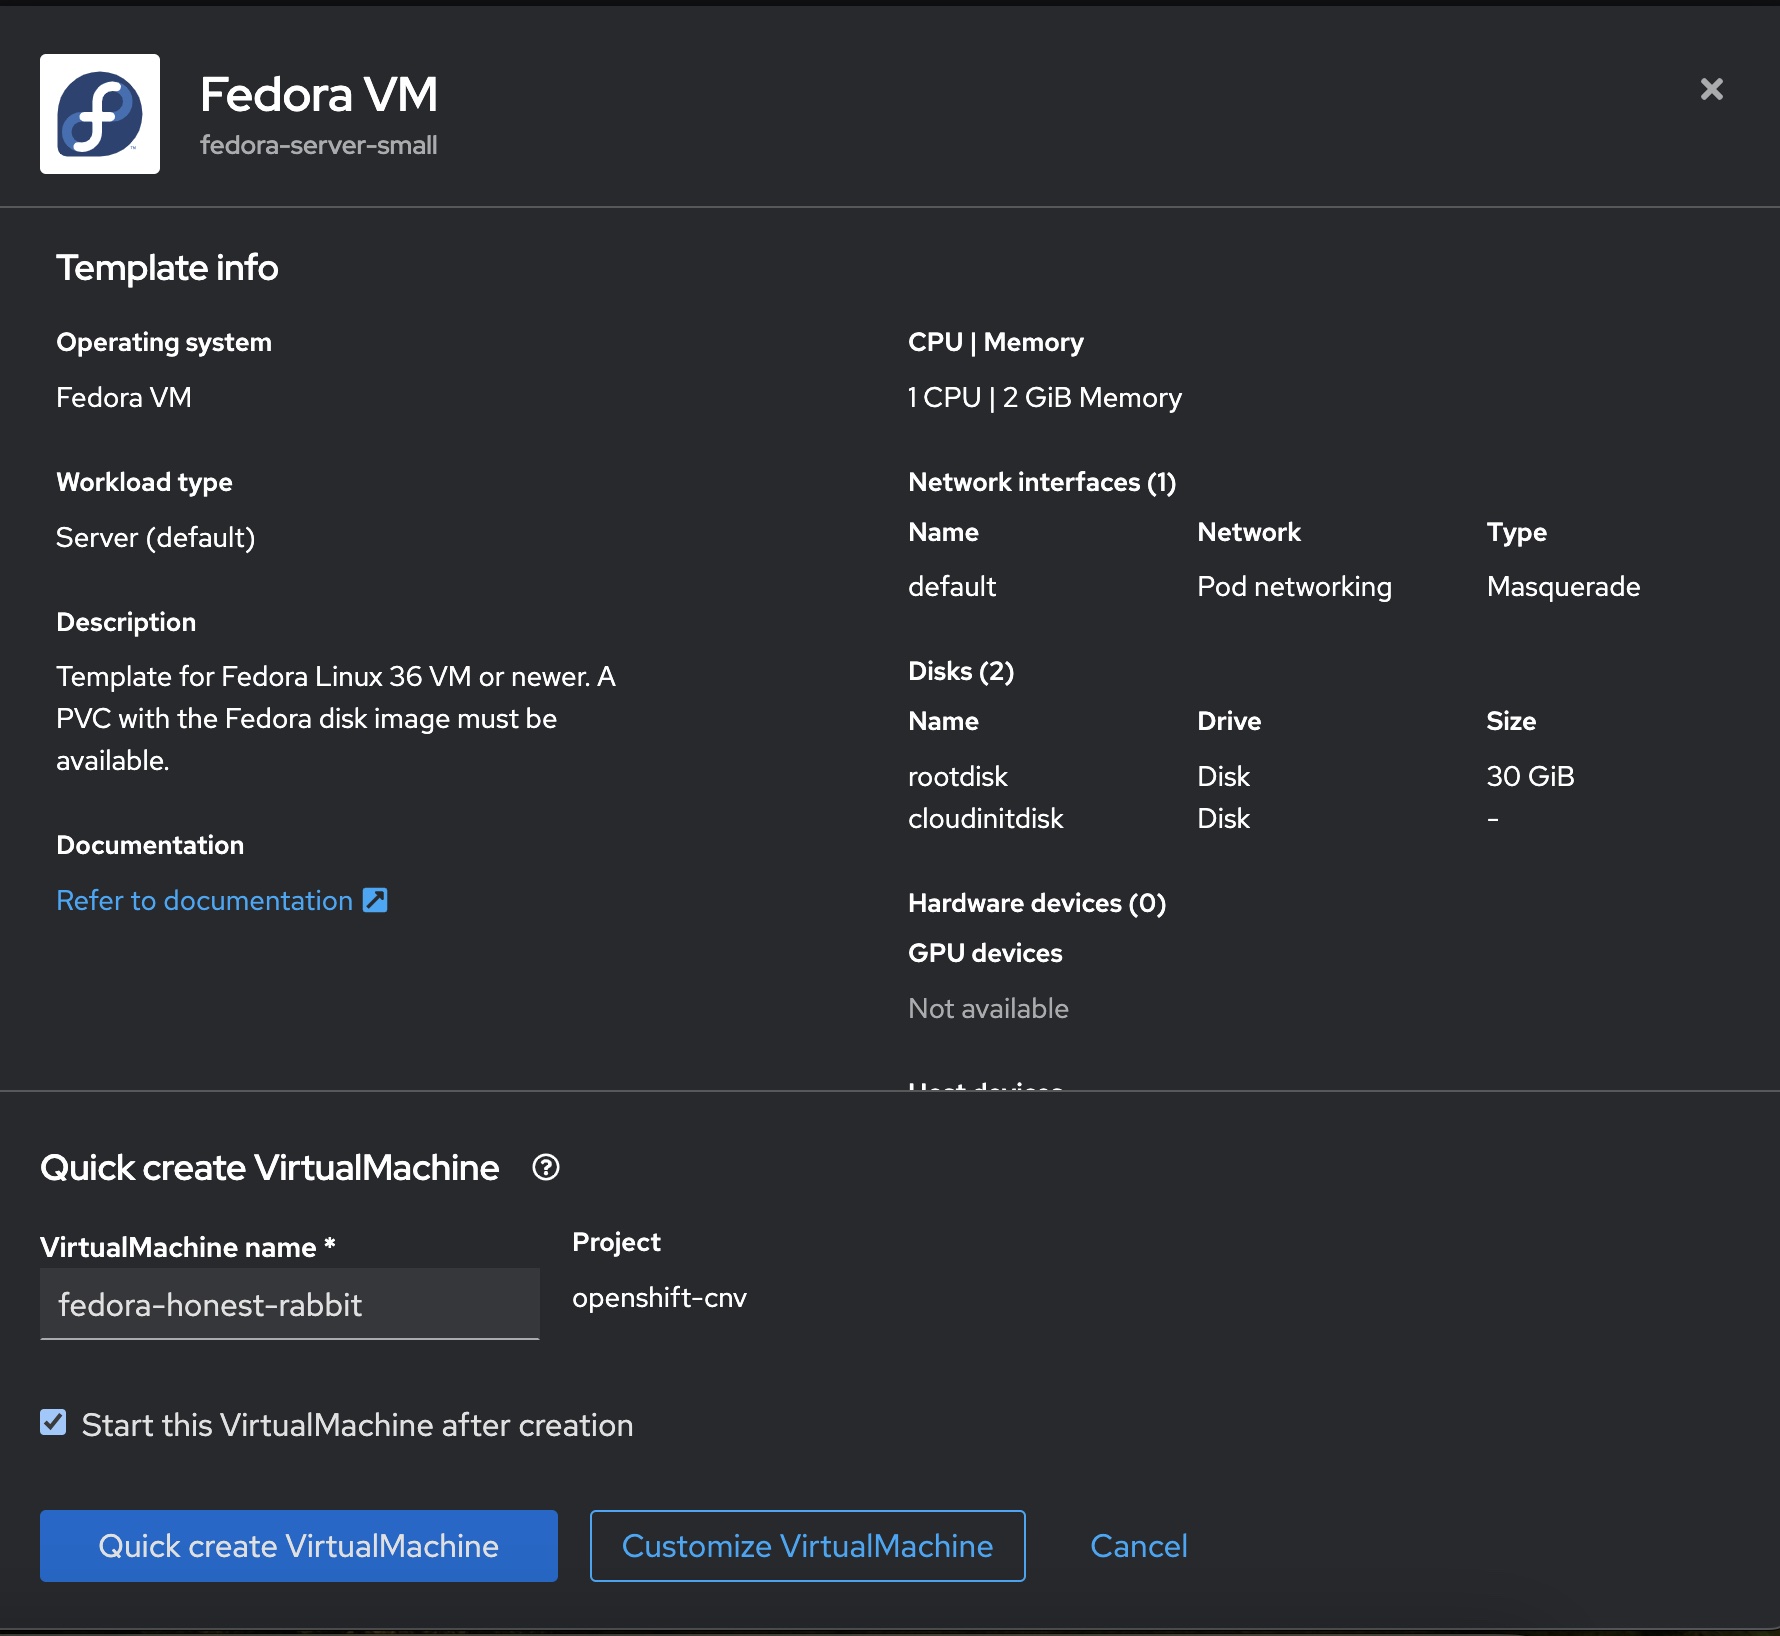 Fedora VM
fedora-server-small
Template info
Operating system
Fedora VM
Workload type
Server (default)
Description
Template for Fedora Linux 36 VM or newer. A
PVC with the Fedora disk image must be
available.
Documentation
Refer to documentation
CPU | Memory
1 CPU | 2 GiB Memory
Network interfaces (1)
Name Network Type
default Pod networking Masquerade
Disks (2)
Name Drive Size
rootdisk Disk 30 GiB
cloudinitdisk Disk -
Hardware devices (0)
GPU devices
Not available
Host devices
Quick create VirtualMachine
VirtualMachine name *
fedora-honest-rabbit
Project
openshift-cnv
Start this VirtualMachine after creation
Quick create VirtualMachine
Customize VirtualMachine
Cancel